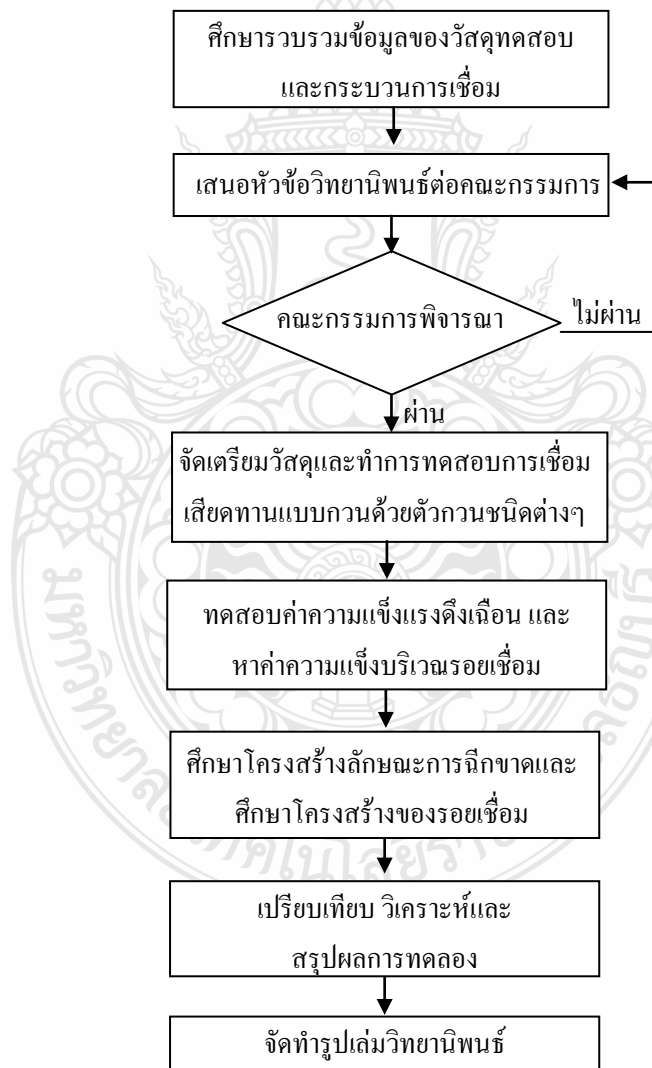 ศึกษารวบรวมข้อมูลของวัสดุทดสอบ
และกระบวนการเชื่อม
เสนอหัวข้อวิทยานิพนธ์ต่อคณะกรรมการ
คณะกรรมการพิจารณา
ไม่ผ่าน
ผ่าน
จัดเตรียมวัสดุและทำการทดสอบการเชื่อม
เสียดทานแบบกวนด้วยตัวกวนชนิดต่างๆ
ทดสอบค่าความแข็งแรงดึงเฉือน และ
หาค่าความแข็งบริเวณรอยเชื่อม
ศึกษาโครงสร้างลักษณะการฉีกขาดและ
ศึกษาโครงสร้างของรอยเชื่อม
เปรียบเทียบ วิเคราะห์และ
สรุปผลการทดลอง
จัดทำรูปเล่มวิทยานิพนธ์